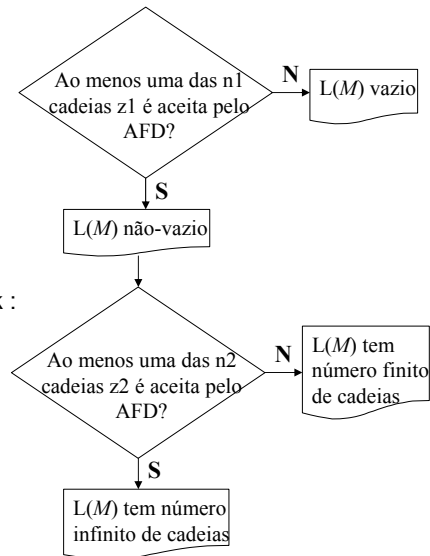 Ao menos uma das n1
cadeias z1 é aceita pelo
AFD?
N
L(M) vazio
S
L(M) não-vazio
:
Ao menos uma das n2
cadeias z2 é aceita pelo
AFD?
N
L(M) tem
número finito
de cadeias
S
L(M) tem número
infinito de cadeias